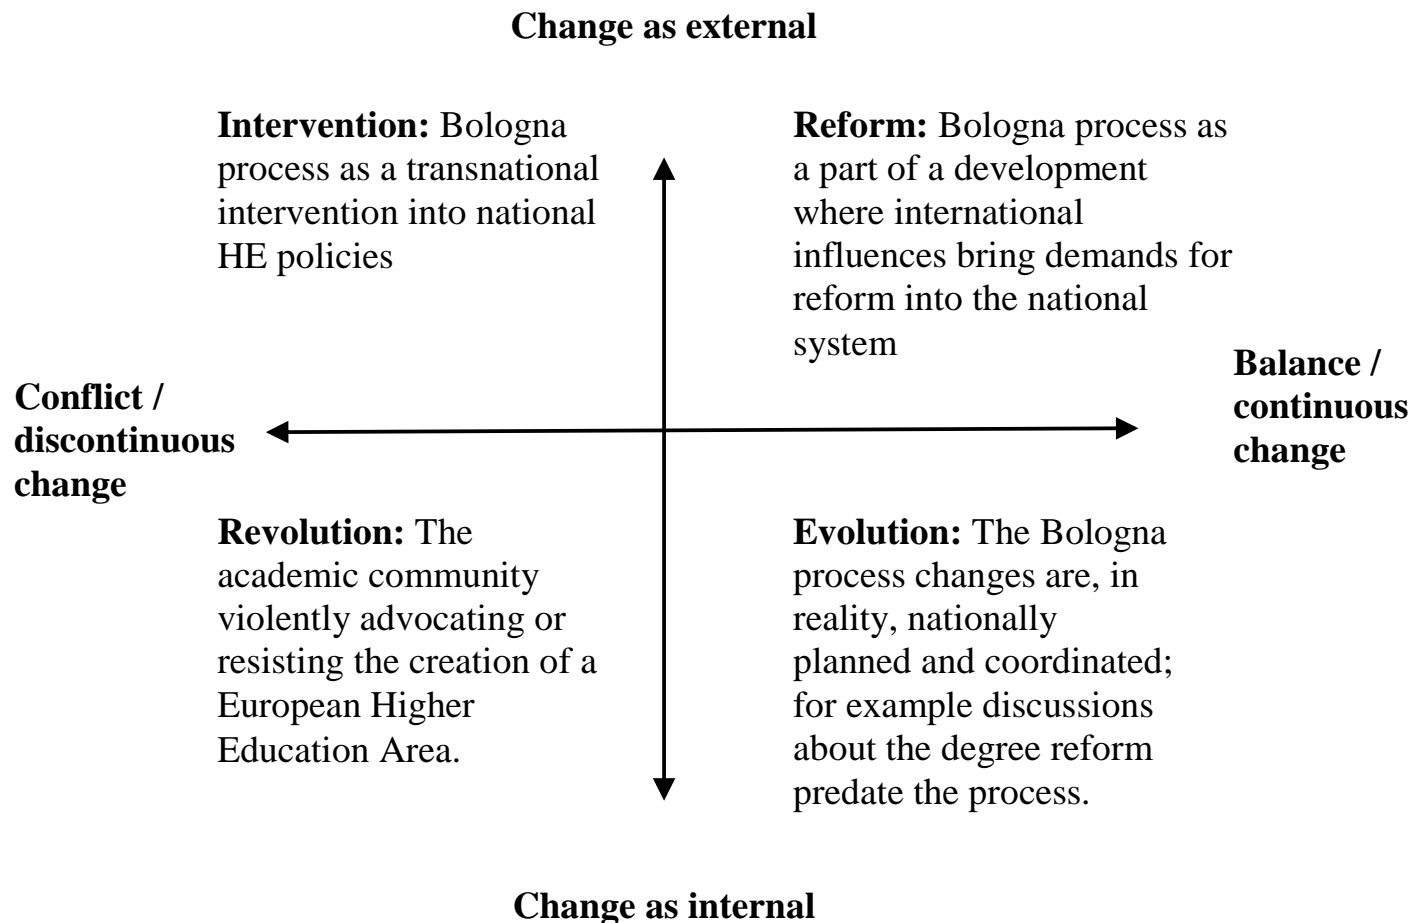 Change as external
Intervention: Bologna
process as a transnational
intervention into national
HE policies
Reform: Bologna process as
a part of a development
where international
influences bring demands for
reform into the national
system
Conflict /
discontinuous
change
Balance /
continuous
change
Revolution: The
academic community
violently advocating or
resisting the creation of a
European Higher
Education Area.
Evolution: The Bologna
process changes are, in
reality, nationally
planned and coordinated;
for example discussions
about the degree reform
predate the process.
Change as internal